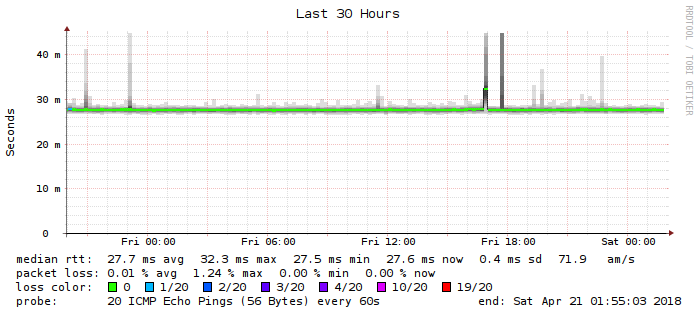 Last 30 Hours
RRDTOOL / TOBI OETIKER
Seconds
40 m
30 m
20 m
10 m
0
Fri 00:00 Fri 06:00 Fri 12:00 Fri 18:00 Sat 00:00
median rtt: 27.7 ms avg 32.3 ms max 27.5 ms min 27.6 ms now 0.4 ms sd 71.9 am/s
packet loss: 0.01 % avg 1.24 % max 0.00 % min 0.00 % now
loss color: 0 1/20 2/20 3/20 4/20 10/20 19/20
probe: 20 ICMP Echo Pings (56 Bytes) every 60s end: Sat Apr 21 01:55:03 2018